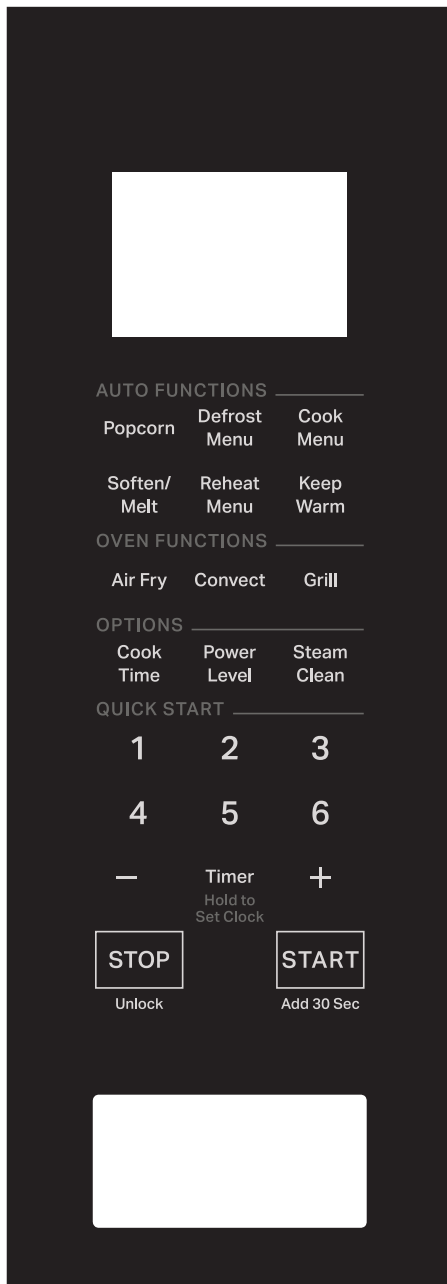 AUTO FUNCTIONS
Popcorn
Defrost
Menu
Cook
Menu
Soften/
Melt
Reheat
Menu
Keep
Warm
OVEN FUNCTIONS
Air Fry Convect Grill
OPTIONS
Cook
Time
Power
Level
Steam
Clean
QUICK START
1 2 3
4 5 6
− Timer +
Hold to
Set Clock
STOP START
Unlock Add 30 Sec